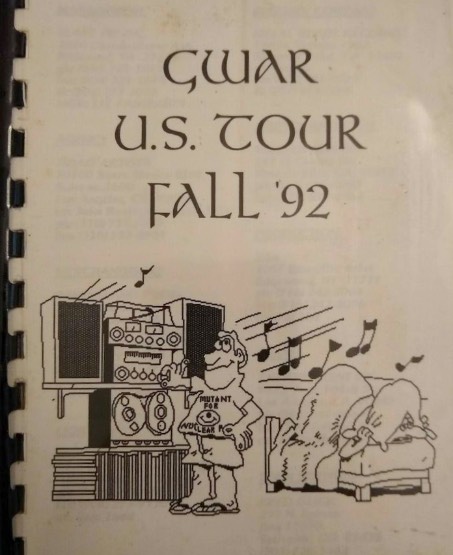 GWAR
U.S. TOUR
FALL '92
MUTANT
FOR
NUCLEAR